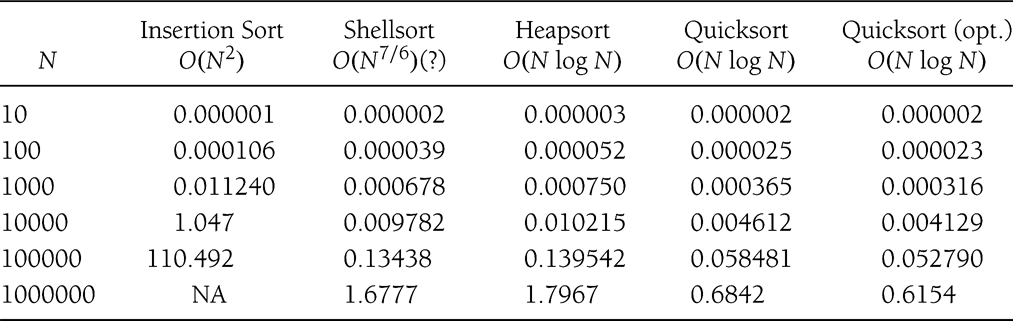 Insertion Sort Shellsort Heapsort Quicksort Quicksort (opt.)
N O(N²) O(N⁷/⁶)(?) O(N log N) O(N log N) O(N log N)
10 0.000001 0.000002 0.000003 0.000002 0.000002
100 0.000106 0.000039 0.000052 0.000025 0.000023
1000 0.011240 0.000678 0.000750 0.000365 0.000316
10000 1.047 0.009782 0.010215 0.004612 0.004129
100000 110.492 0.13438 0.139542 0.058481 0.052790
1000000 NA 1.6777 1.7967 0.6842 0.6154